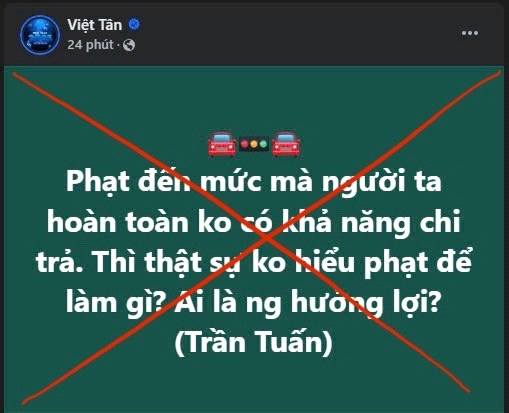 Việt Tân
24 phút ·
Phạt đến mức mà người ta
hoàn toàn ko có khả năng chi
trả. Thì thật sự ko hiểu phạt để
làm gì? Ai là ng hưởng lợi?
(Trần Tuấn)